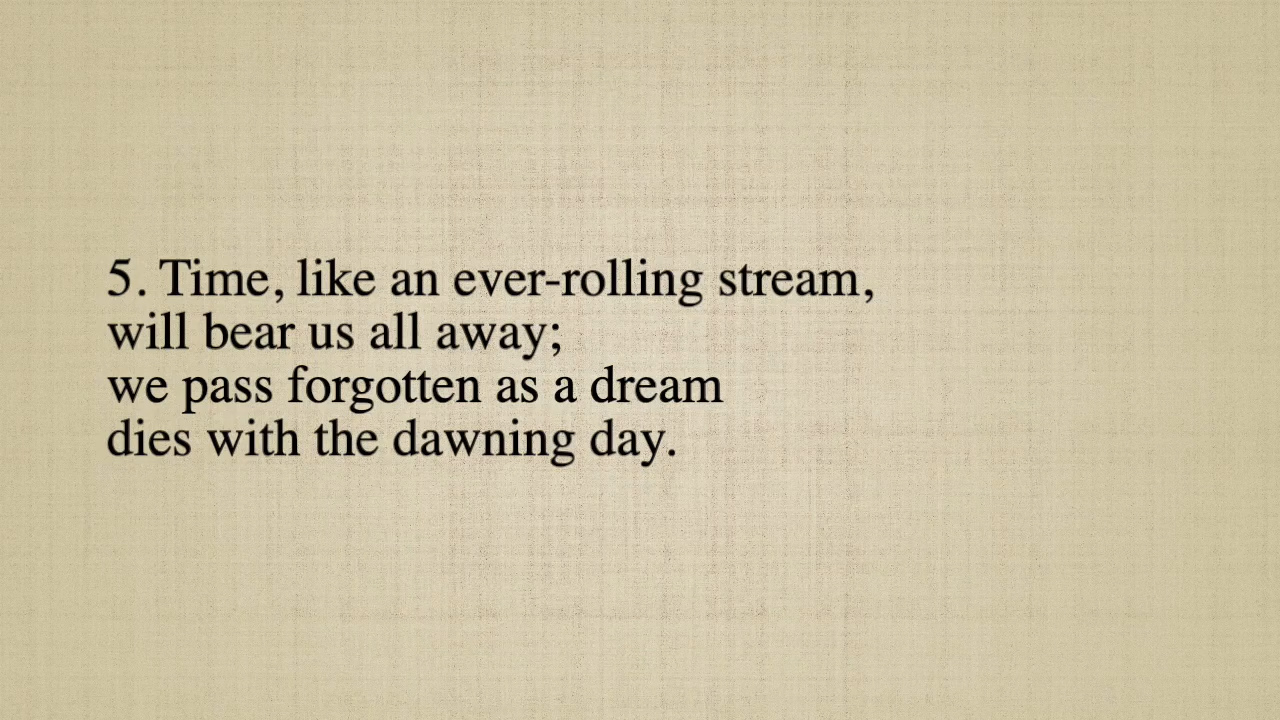 5. Time, like an ever-rolling stream,
will bear us all away;
we pass forgotten as a dream
dies with the dawning day.